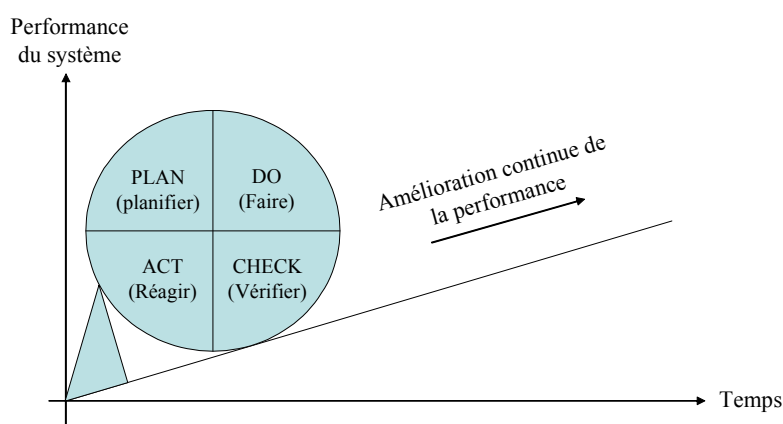 Performance
du système
PLAN
(planifier)
DO
(Faire)
ACT
(Réagir)
CHECK
(Vérifier)
Amélioration continue de
la performance
Temps